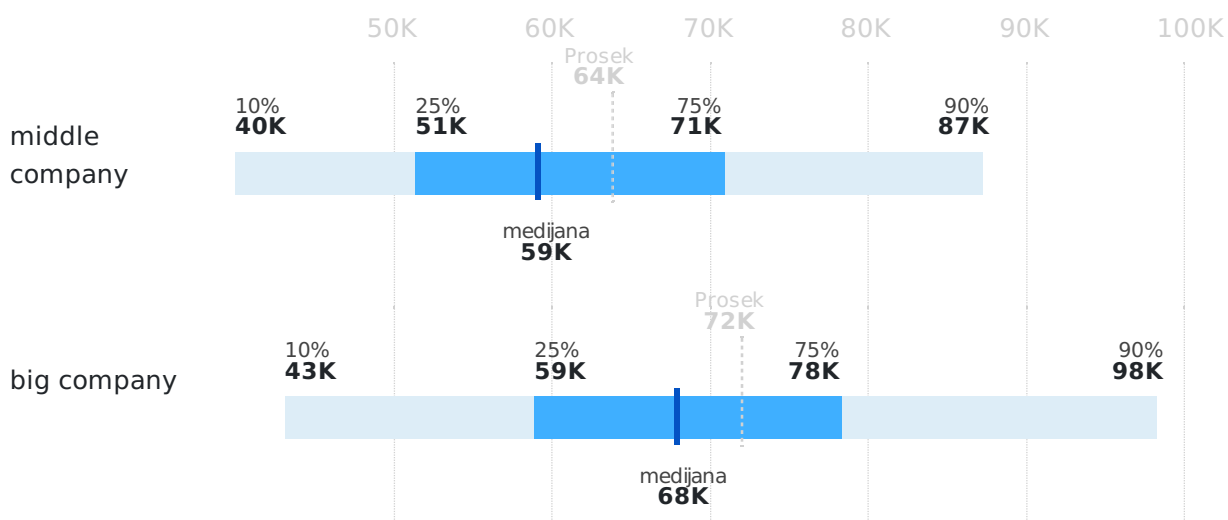 50K 60K 70K 80K 90K 100K
Prosek
64K
10% 25% 75% 90%
40K 51K 71K 87K
middle
company
medijana
59K
Prosek
72K
10% 25% 75% 90%
43K 59K 78K 98K
big company
medijana
68K